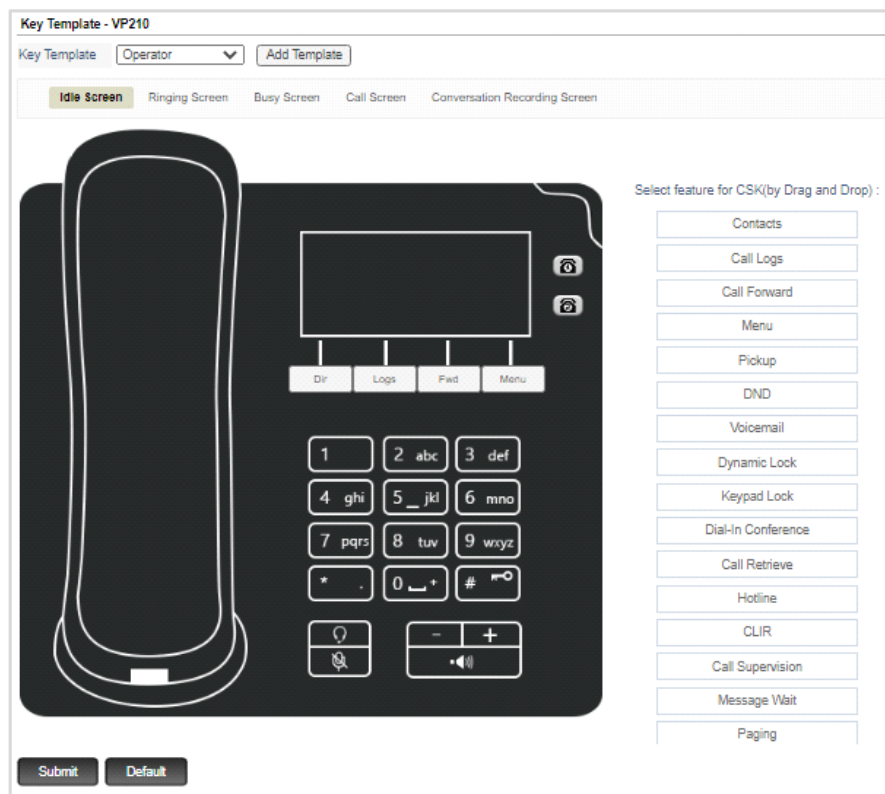 Key Template - VP210
Key Template Operator Add Template
Idle Screen Ringing Screen Busy Screen Call Screen Conversation Recording Screen
Select feature for CSK(by Drag and Drop) :
Contacts
Call Logs
Call Forward
Menu
Pickup
DND
Voicemail
Dynamic Lock
Keypad Lock
Dial-In Conference
Call Retrieve
Hotline
CLIR
Call Supervision
Message Wait
Paging
Dir Logs Fwd Menu
1 2 abc 3 def
4 ghi 5 _ jkl 6 mno
7 pqrs 8 tuv 9 wxyz
* . 0 + #
- +
Submit Default